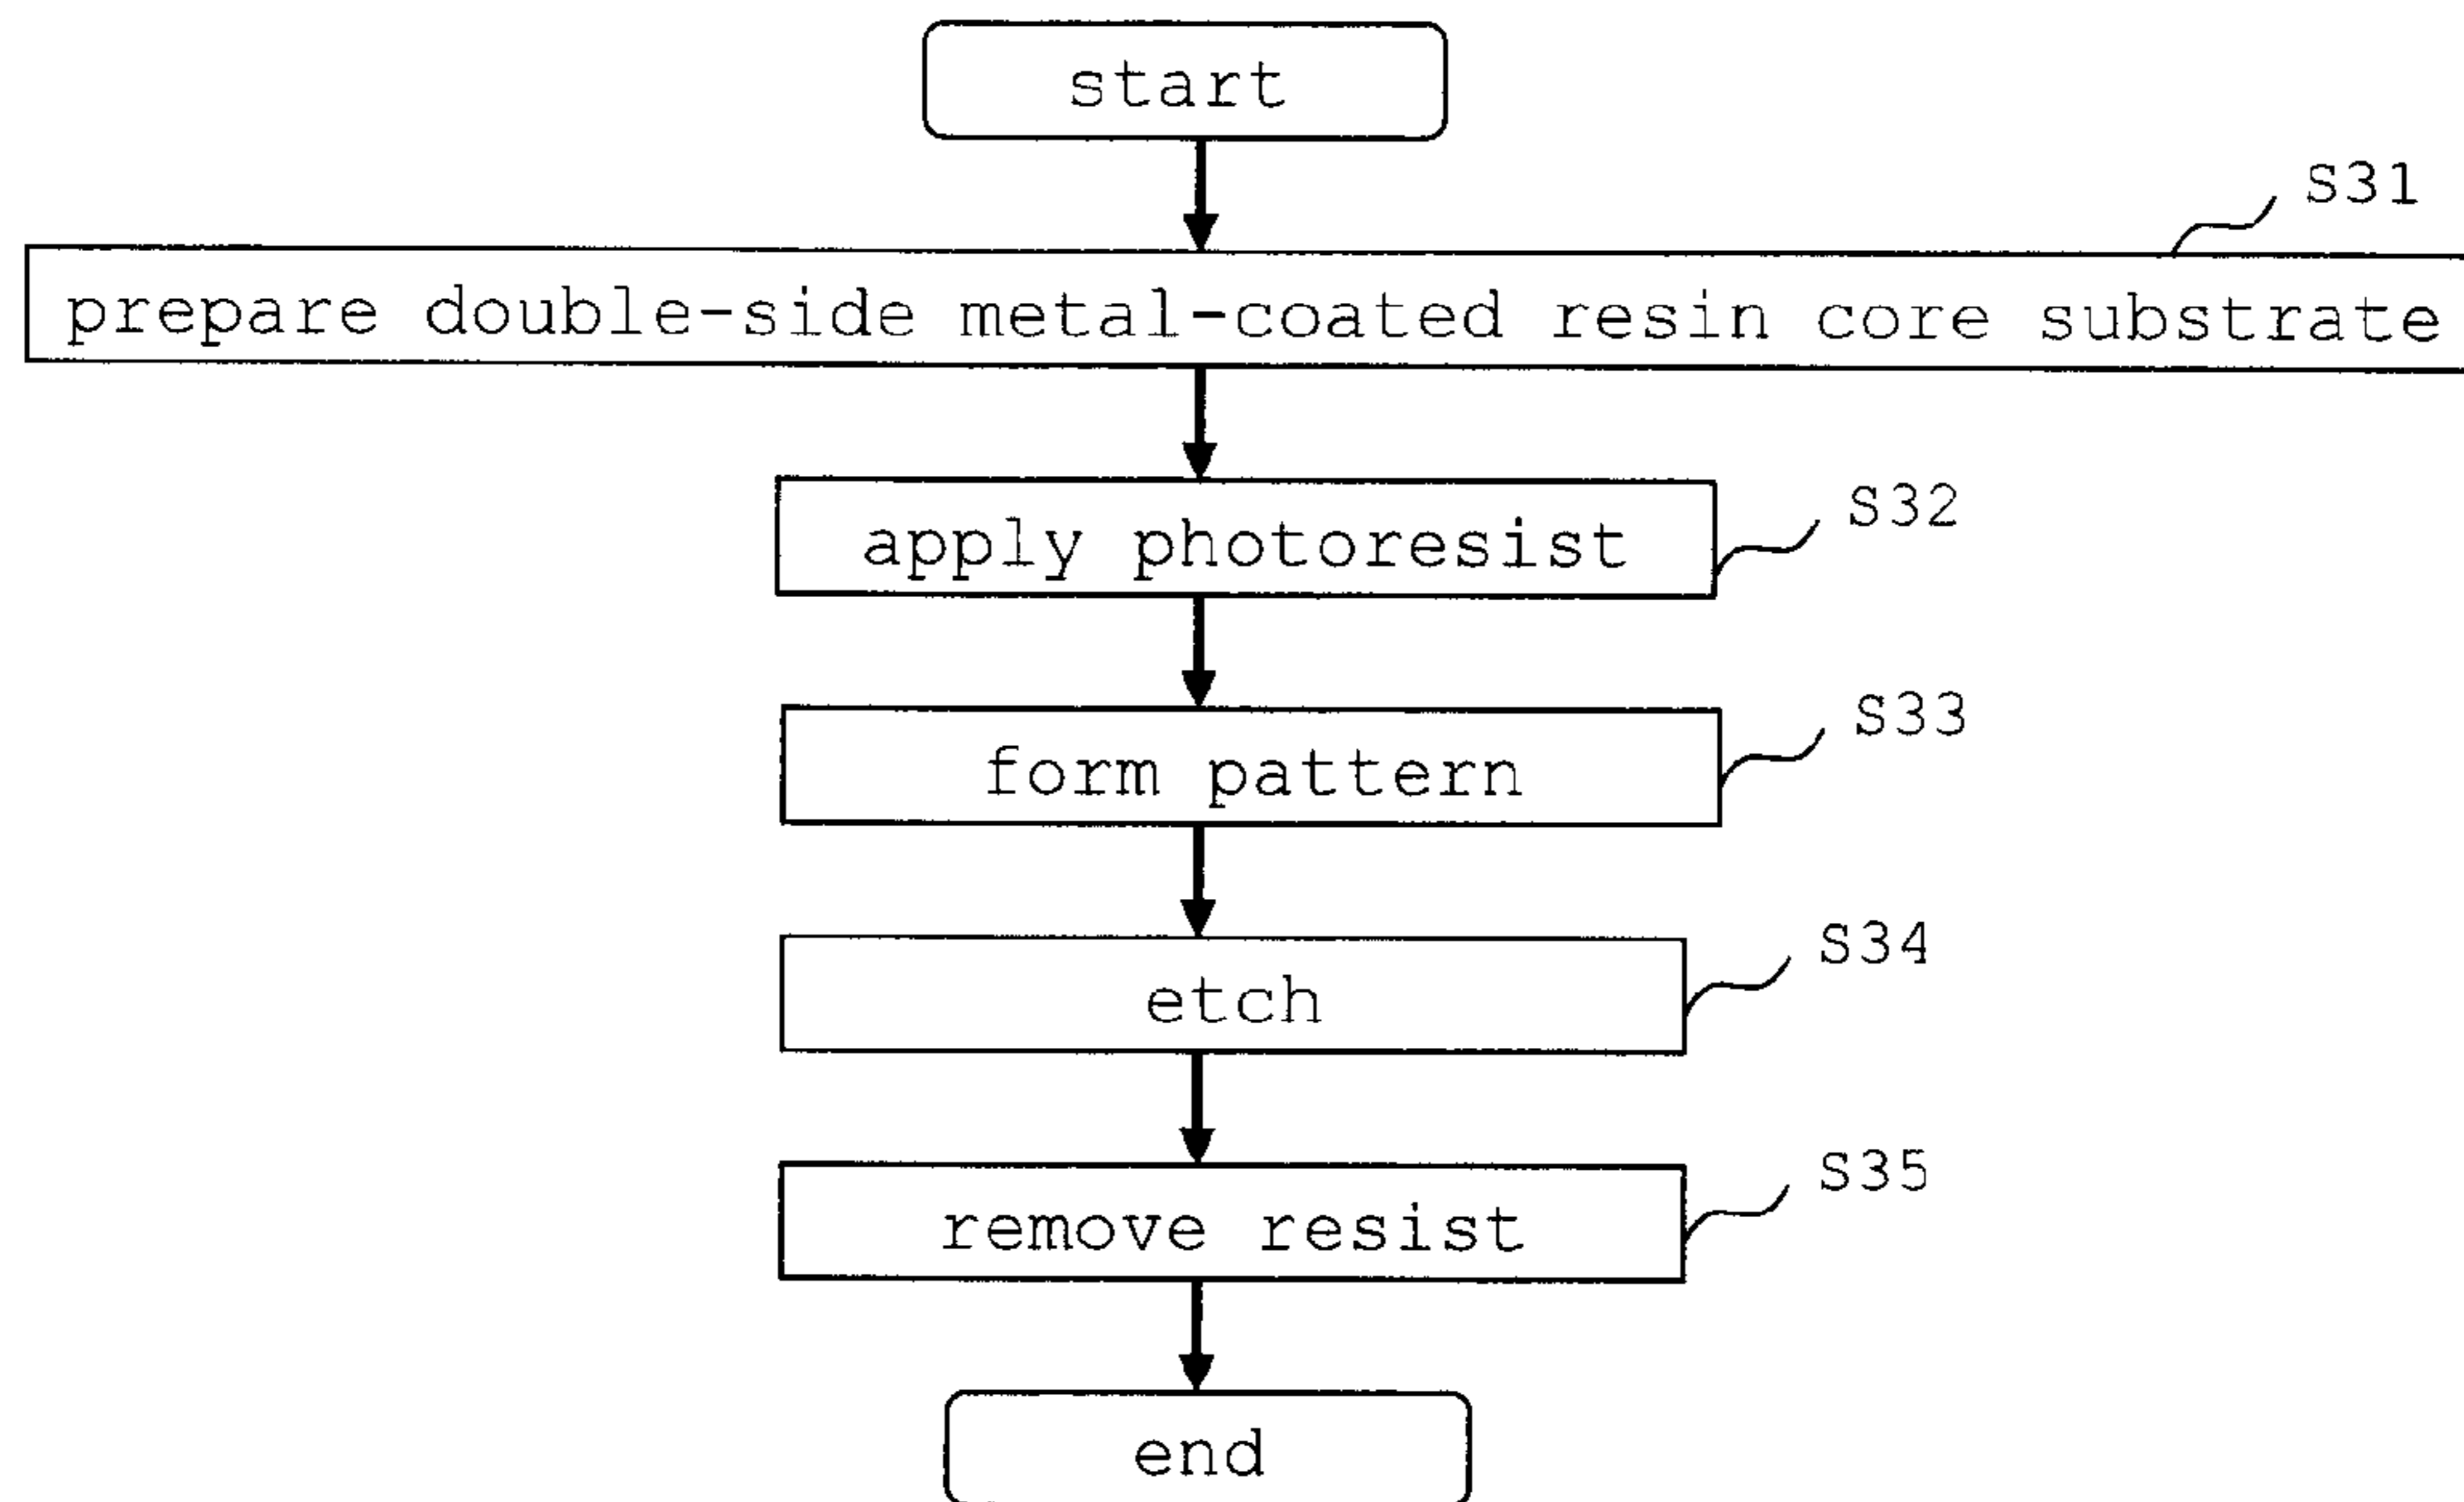 start
S31
prepare double-side metal-coated resin core substrate
S32
apply photoresist
S33
form pattern
S34
etch
S35
remove resist
end